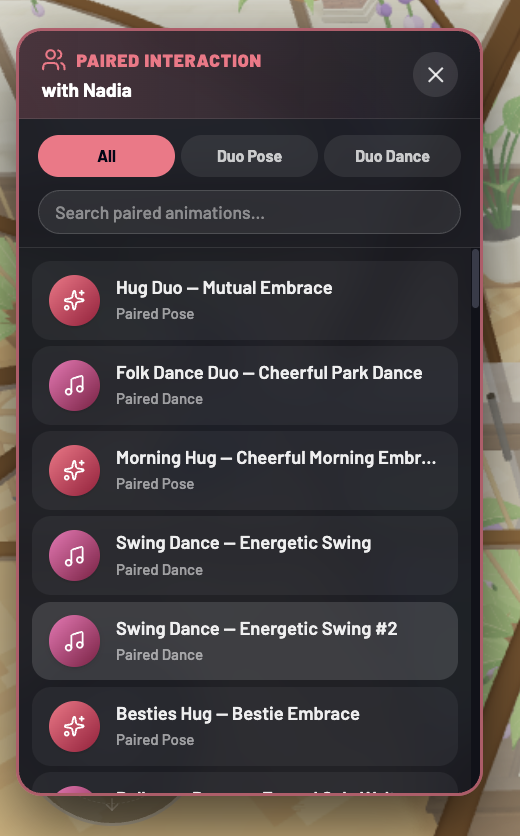 PAIRED INTERACTION
with Nadia
All
Duo Pose
Duo Dance
Search paired animations...
Hug Duo — Mutual Embrace
Paired Pose
Folk Dance Duo — Cheerful Park Dance
Paired Dance
Morning Hug — Cheerful Morning Embr...
Paired Pose
Swing Dance — Energetic Swing
Paired Dance
Swing Dance — Energetic Swing #2
Paired Dance
Besties Hug — Bestie Embrace
Paired Pose